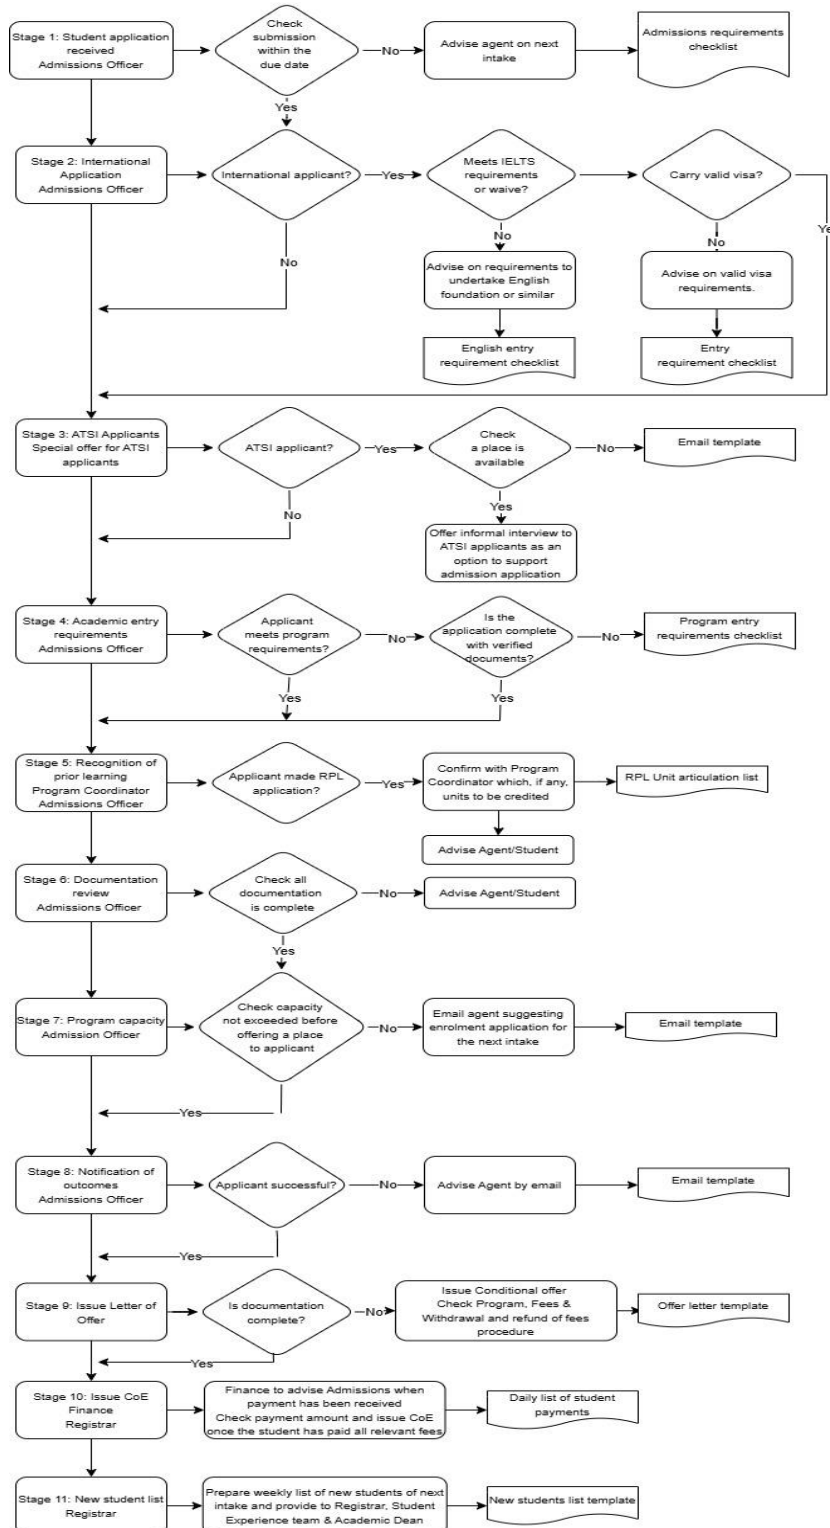 Stage 1: Student application
received
Admissions Officer
Check
submission
within the
due date
No
Advise agent on next
intake
Admissions requirements
checklist
Yes
Stage 2: International
Application
Admissions Officer
International applicant?
Yes
Meets IELTS
requirements
or waive?
Carry valid visa?
Ye
No
No
No
Advise on requirements to
undertake English
foundation or similar
Advise on valid visa
requirements.
English entry
requirement checklist
Entry
requirement checklist
Stage 3: ATSI Applicants
Special offer for ATSI
applicants
ATSI applicant?
Yes
Check
a place is
available
No
Email template
No
Yes
Offer informal interview to
ATSI applicants as an
option to support
admission application
Stage 4: Academic entry
requirements
Admissions Officer
Applicant
meets program
requirements?
No
Is the
application complete
with verified
documents?
No
Program entry
requirements checklist
Yes
Yes
Stage 5: Recognition of
prior learning
Program Coordinator
Admissions Officer
Applicant made RPL
application?
Yes
Confirm with Program
Coordinator which, if any,
units to be credited
RPL Unit articulation list
Advise Agent/Student
Stage 6: Documentation
review
Admissions Officer
Check all
documentation
is complete
No
Advise Agent/Student
Yes
Stage 7: Program capacity
Admission Officer
Check capacity
not exceeded before
offering a place
to applicant
No
Email agent suggesting
enrolment application for
the next intake
Email template
Yes
Stage 8: Notification of
outcomes
Admissions Officer
Applicant successful?
No
Advise Agent by email
Email template
Yes
Stage 9: Issue Letter of
Offer
Is documentation
complete?
No
Issue Conditional offer
Check Program, Fees &
Withdrawal and refund of fees
procedure
Offer letter template
Yes
Stage 10: Issue CoE
Finance
Registrar
Finance to advise Admissions when
payment has been received
Check payment amount and issue CoE
once the student has paid all relevant fees
Daily list of student
payments
Stage 11: New student list
Registrar
Prepare weekly list of new students of next
intake and provide to Registrar, Student
Experience team & Academic Dean
New students list template